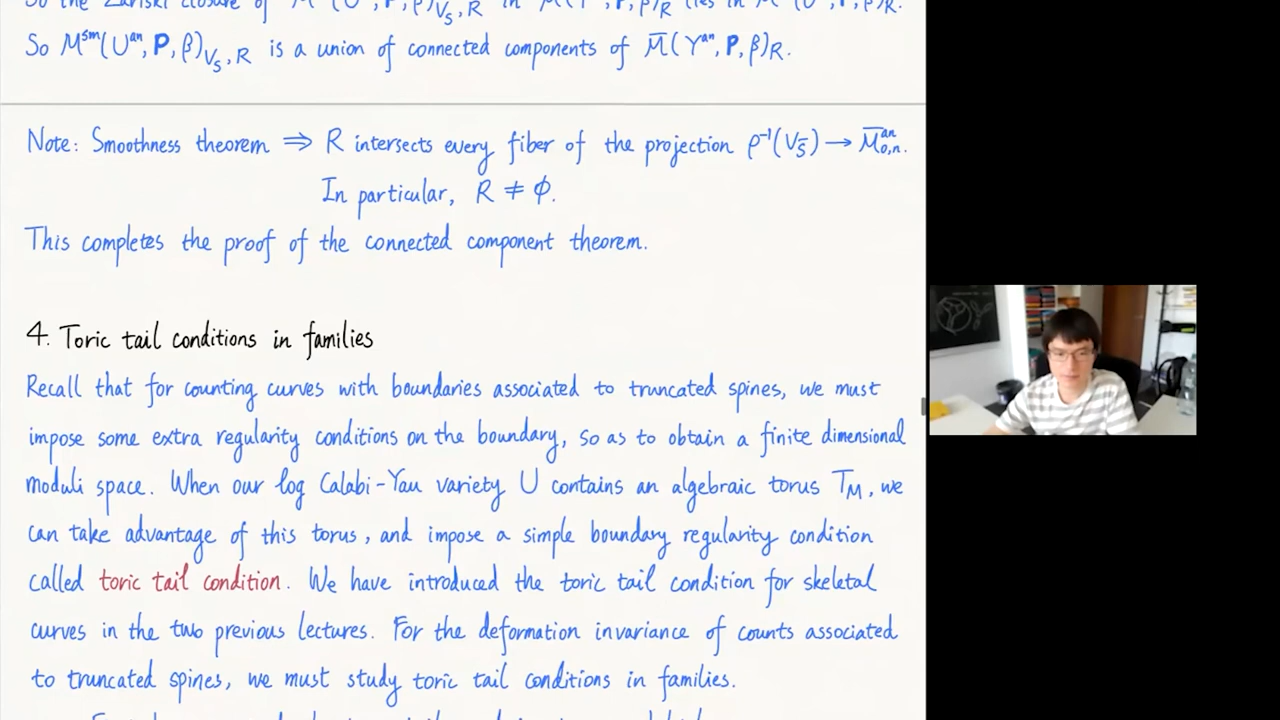 So the Zariski closure of M^sm(U^an, P, β)_{V_S, R} in M̄(Y^an, P, β)_R lies in M^sm(U^an, P, β)_R.
So M^sm(U^an, P, β)_{V_S, R} is a union of connected components of M̄(Y^an, P, β)_R.
Note: Smoothness theorem ⇒ R intersects every fiber of the projection ρ^-1(V_S̄) → M̄^an_{0,n}.
In particular, R ≠ ∅.
This completes the proof of the connected component theorem.
4. Toric tail conditions in families
Recall that for counting curves with boundaries associated to truncated spines, we must
impose some extra regularity conditions on the boundary, so as to obtain a finite dimensional
moduli space. When our log Calabi-Yau variety U contains an algebraic torus T_M, we
can take advantage of this torus, and impose a simple boundary regularity condition
called toric tail condition. We have introduced the toric tail condition for skeletal
curves in the two previous lectures. For the deformation invariance of counts associated
to truncated spines, we must study toric tail conditions in families.